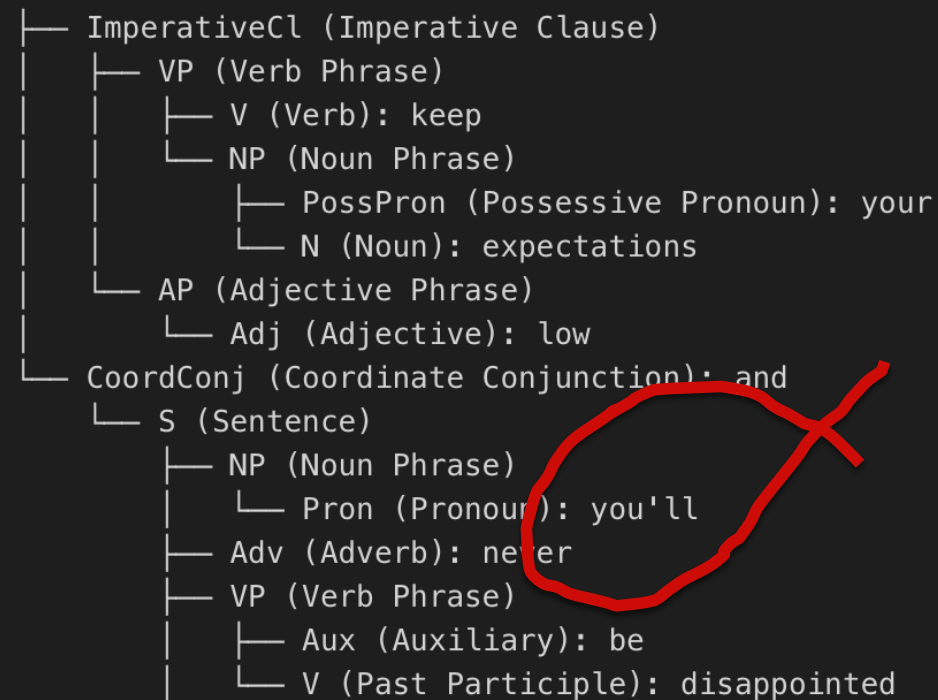 ├── ImperativeCl (Imperative Clause)
│   ├── VP (Verb Phrase)
│   │   ├── V (Verb): keep
│   │   └── NP (Noun Phrase)
│   │       ├── PossPron (Possessive Pronoun): your
│   │       └── N (Noun): expectations
│   └── AP (Adjective Phrase)
│       └── Adj (Adjective): low
└── CoordConj (Coordinate Conjunction): and
    └── S (Sentence)
        ├── NP (Noun Phrase)
        │   └── Pron (Pronoun): you'll
        ├── Adv (Adverb): never
        ├── VP (Verb Phrase)
        │   ├── Aux (Auxiliary): be
        │   └── V (Past Participle): disappointed